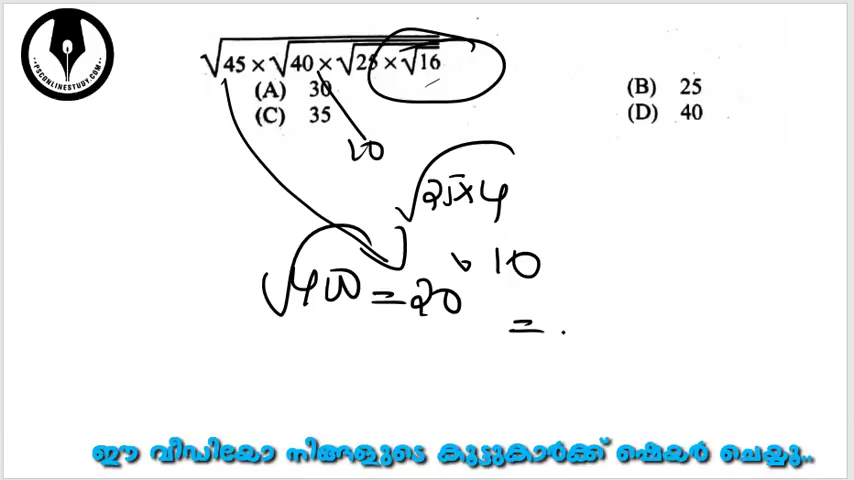 PSCONLINESTUDY.COM
√45 × √40 × √25 × √16
(A) 30
(B) 25
(C) 35
(D) 40
20
√25×4
10
√400 = 20
= .
ഈ വീഡിയോ നിങ്ങളുടെ കൂട്ടുകാർക്ക് ഷെയർ ചെയ്യൂ..